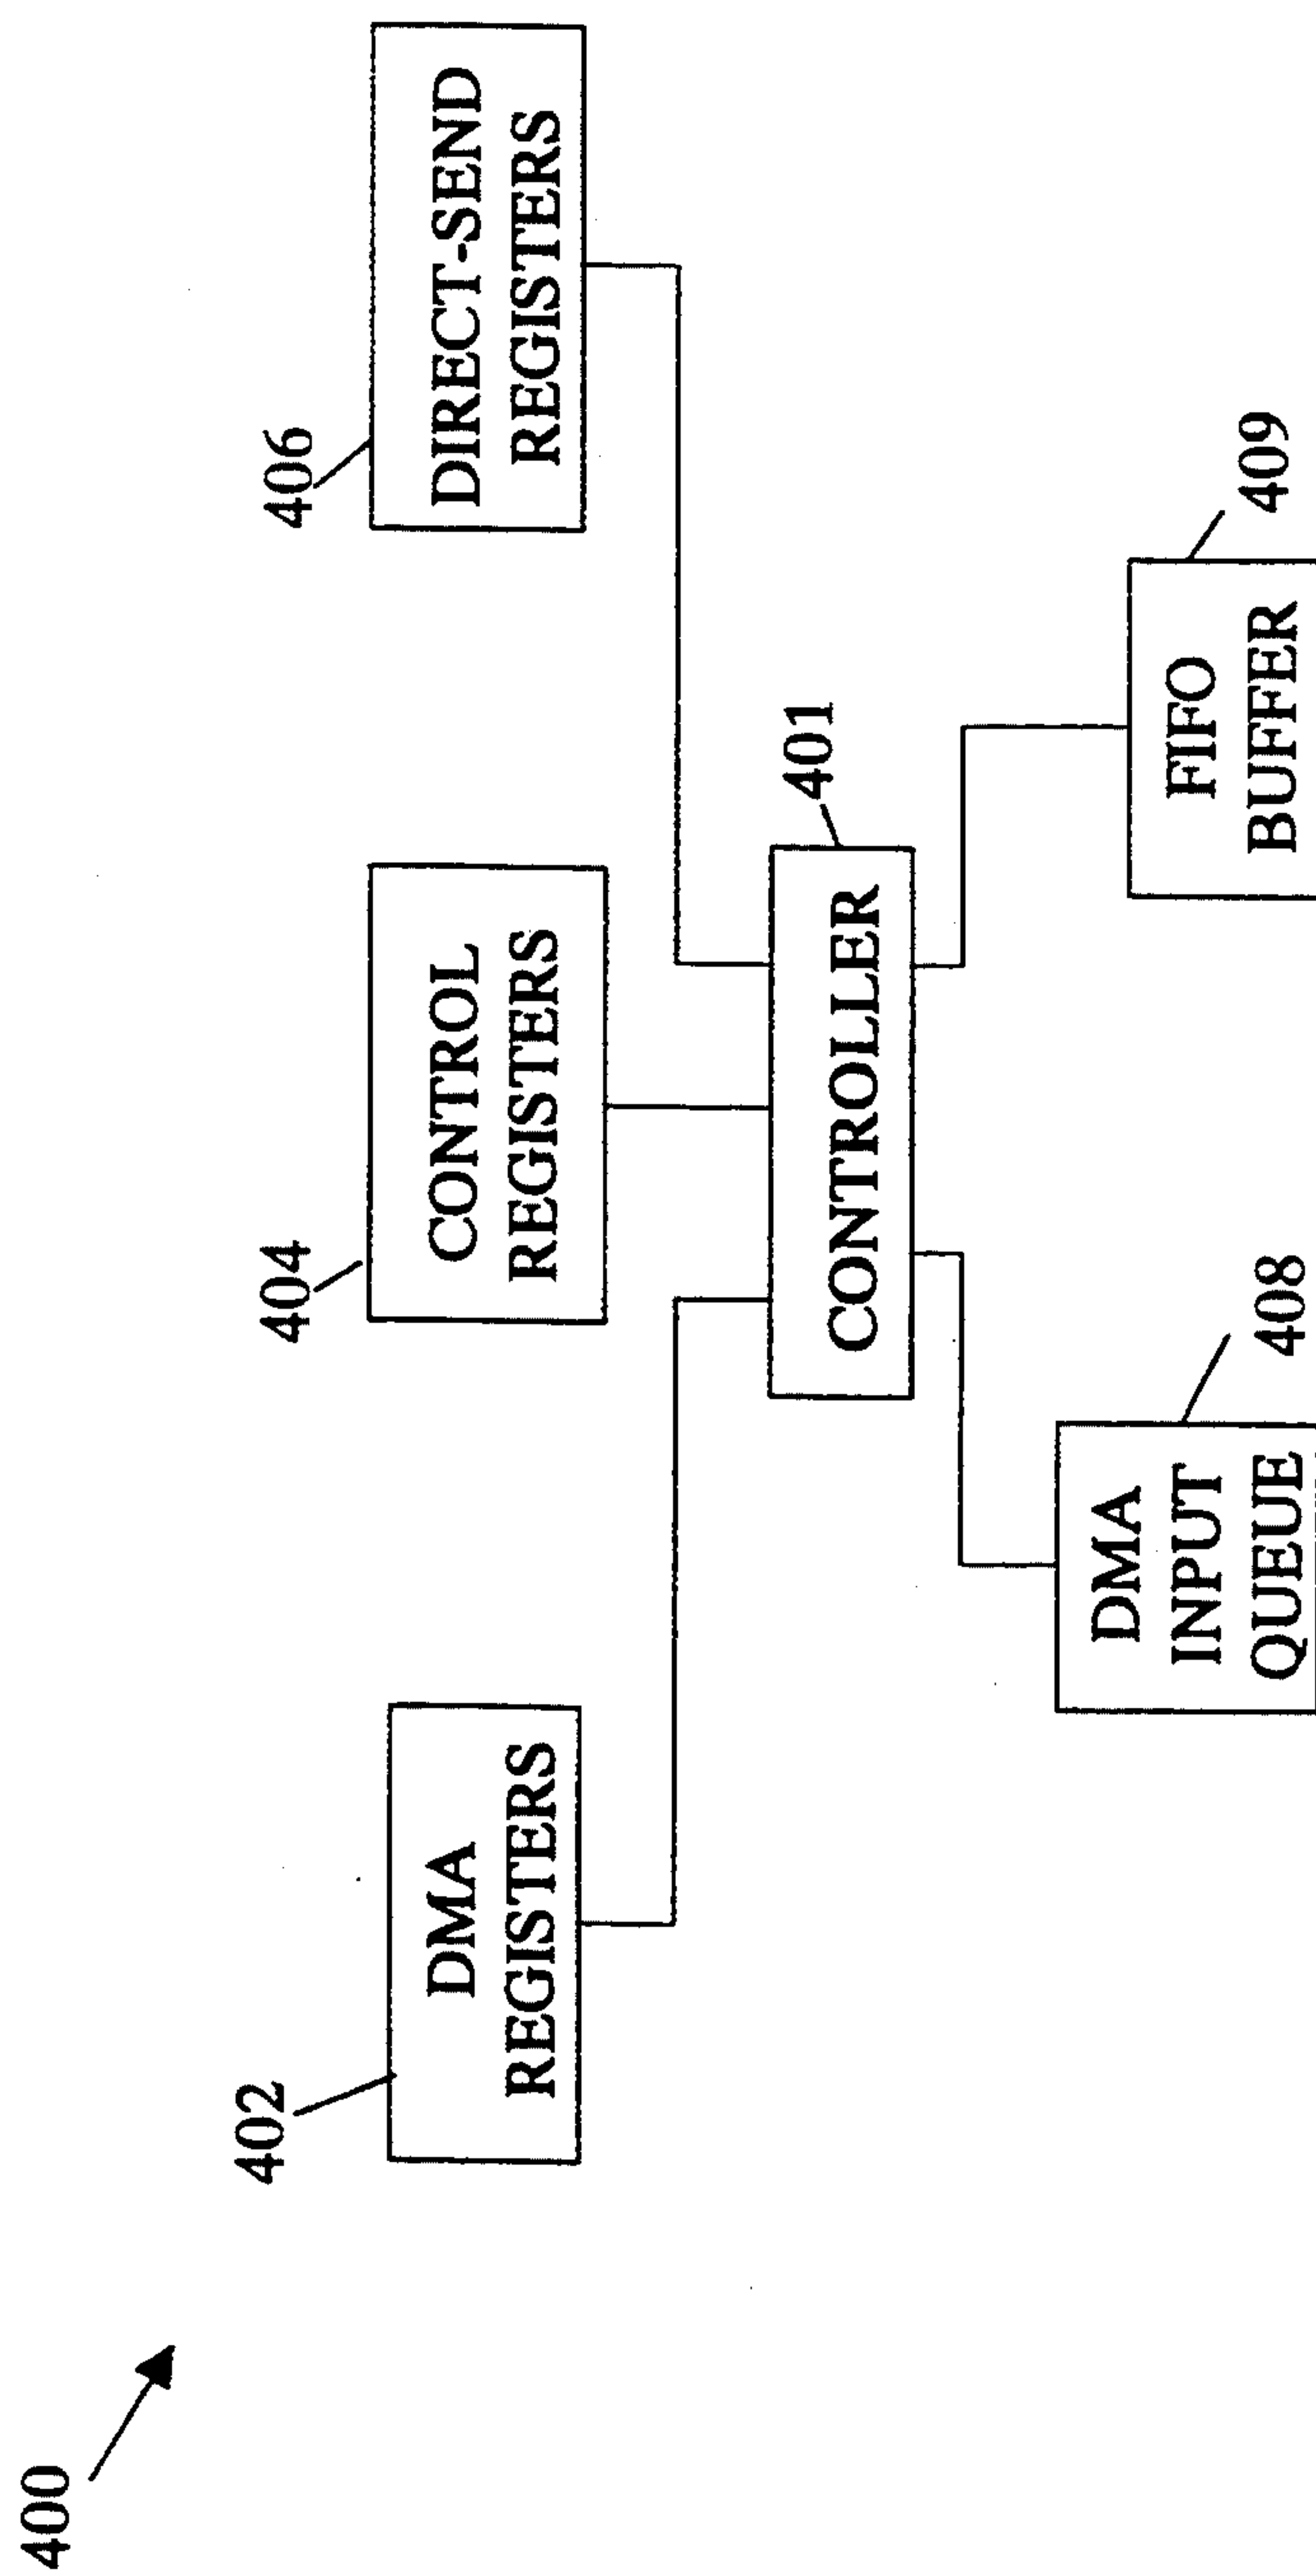 400
402
DMA
REGISTERS
404
CONTROL
REGISTERS
406
DIRECT-SEND
REGISTERS
401
CONTROLLER
408
DMA
INPUT
QUEUE
409
FIFO
BUFFER